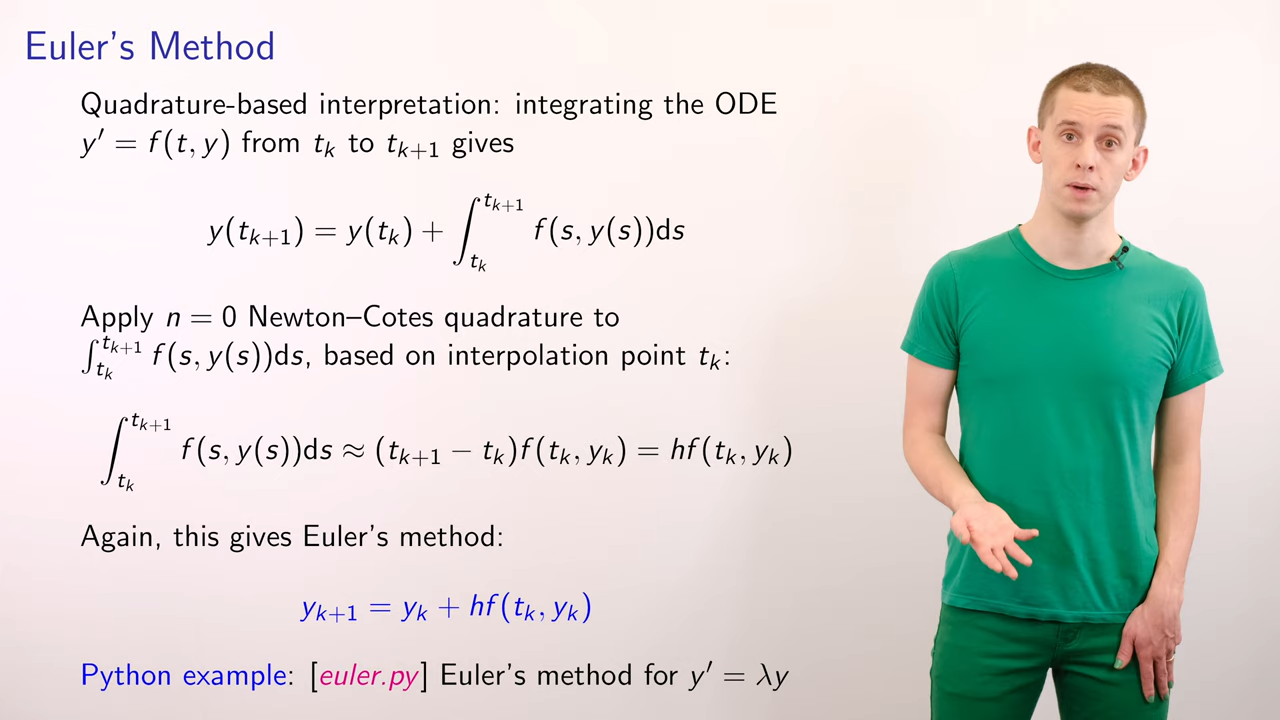 Euler's Method
Quadrature-based interpretation: integrating the ODE
y′ = f(t, y) from t_k to t_{k+1} gives
y(t_{k+1}) = y(t_k) + ∫_{t_k}^{t_{k+1}} f(s, y(s))ds
Apply n = 0 Newton–Cotes quadrature to
∫_{t_k}^{t_{k+1}} f(s, y(s))ds, based on interpolation point t_k:
∫_{t_k}^{t_{k+1}} f(s, y(s))ds ≈ (t_{k+1} − t_k)f(t_k, y_k) = hf(t_k, y_k)
Again, this gives Euler's method:
y_{k+1} = y_k + hf(t_k, y_k)
Python example: [euler.py] Euler's method for y′ = λy